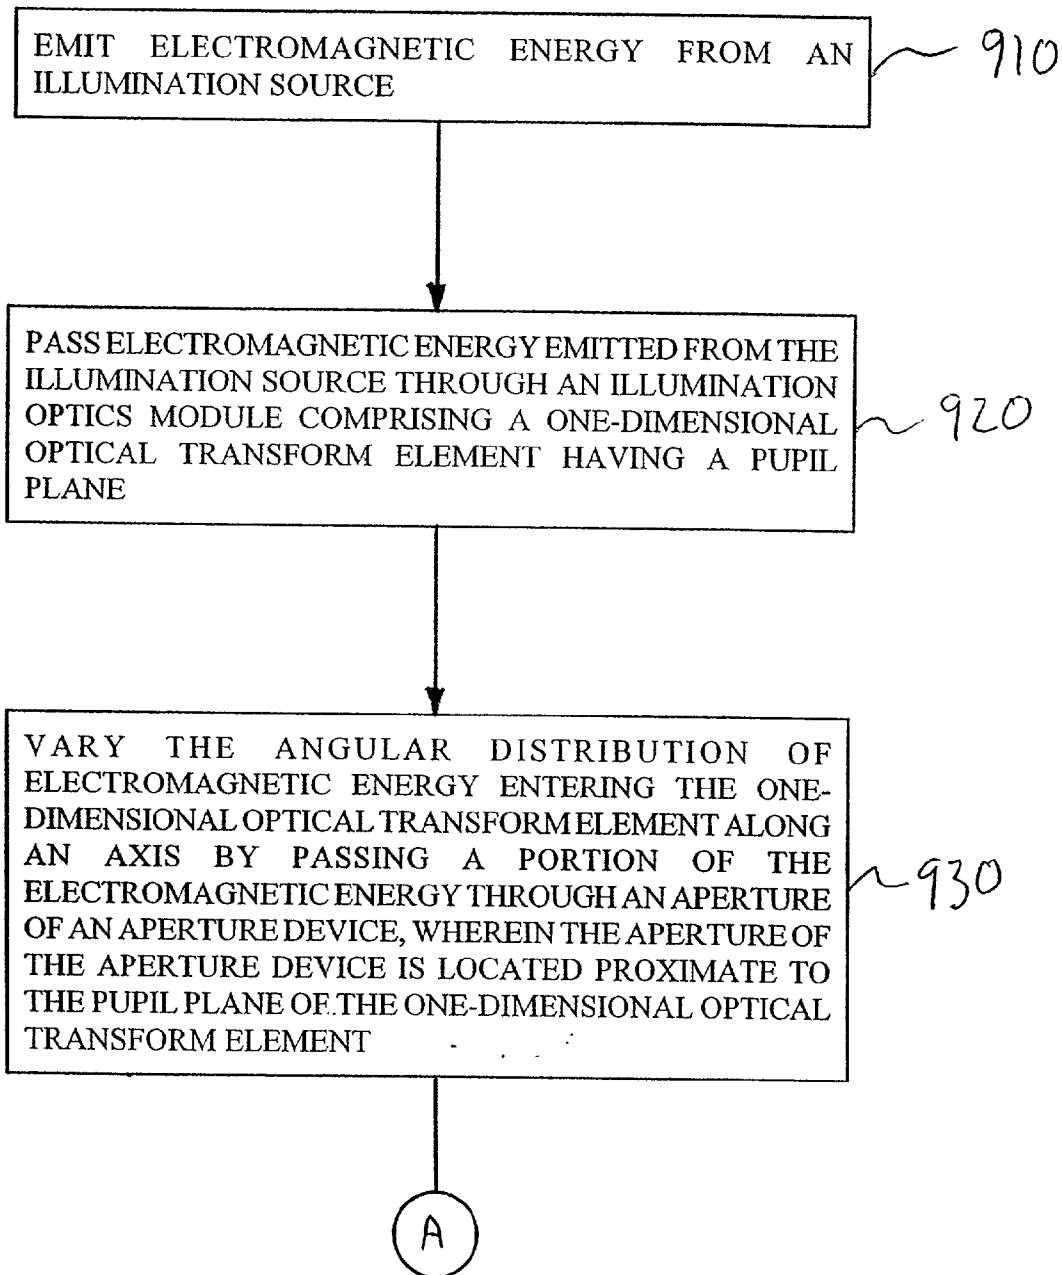 EMIT ELECTROMAGNETIC ENERGY FROM AN
ILLUMINATION SOURCE
910
PASS ELECTROMAGNETIC ENERGY EMITTED FROM THE
ILLUMINATION SOURCE THROUGH AN ILLUMINATION
OPTICS MODULE COMPRISING A ONE-DIMENSIONAL
OPTICAL TRANSFORM ELEMENT HAVING A PUPIL
PLANE
920
VARY THE ANGULAR DISTRIBUTION OF
ELECTROMAGNETIC ENERGY ENTERING THE ONE-
DIMENSIONAL OPTICAL TRANSFORM ELEMENT ALONG
AN AXIS BY PASSING A PORTION OF THE
ELECTROMAGNETIC ENERGY THROUGH AN APERTURE
OF AN APERTURE DEVICE, WHEREIN THE APERTURE OF
THE APERTURE DEVICE IS LOCATED PROXIMATE TO
THE PUPIL PLANE OF THE ONE-DIMENSIONAL OPTICAL
TRANSFORM ELEMENT
930
A